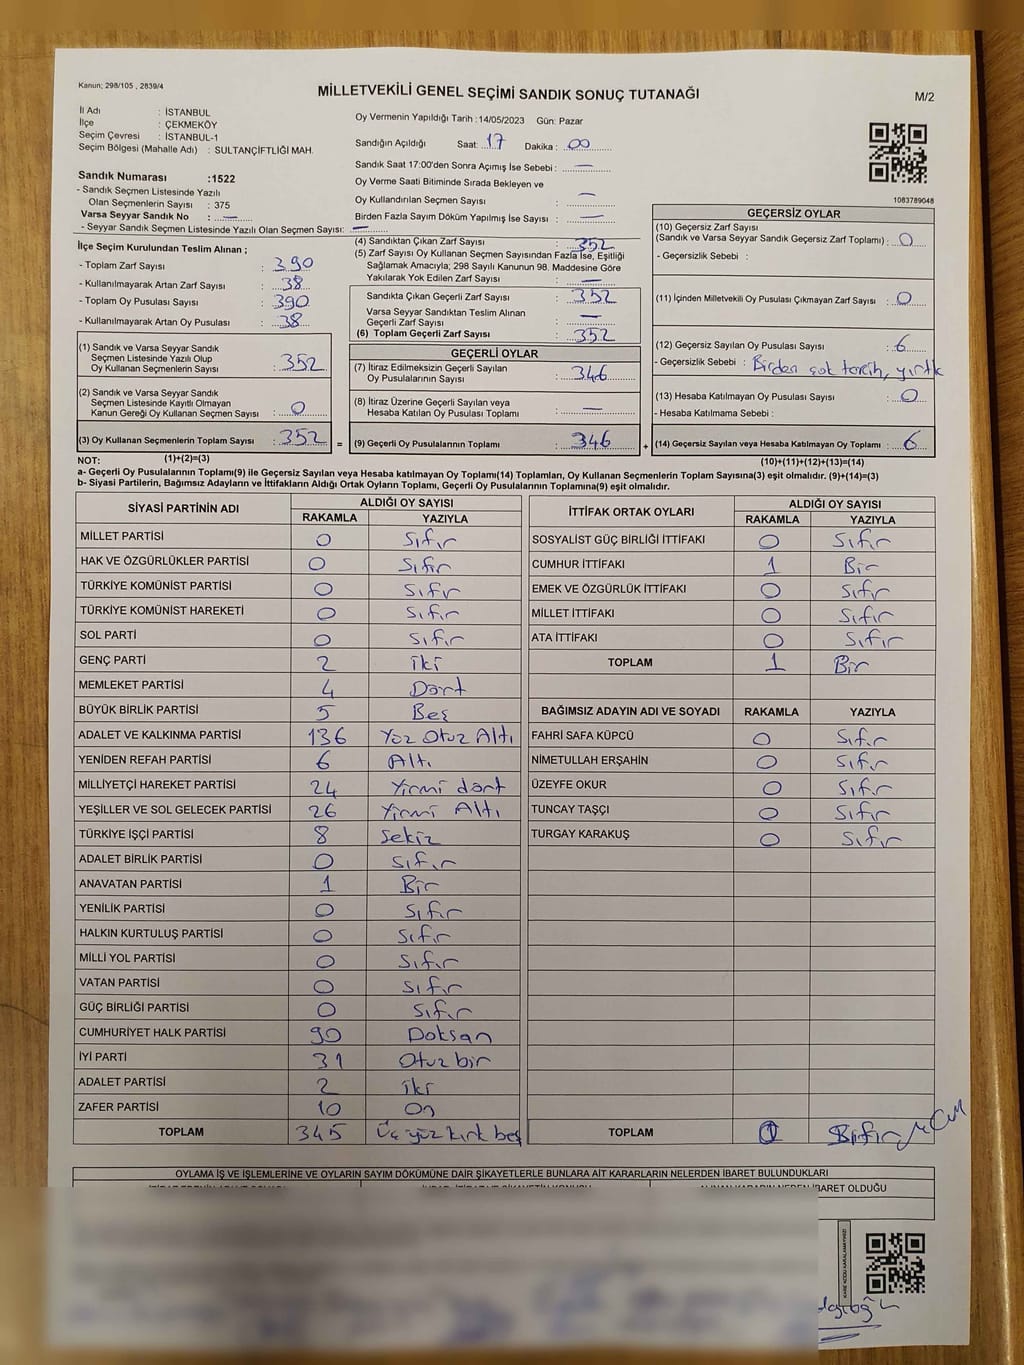 Kanun; 298/105 , 2839/4
MİLLETVEKİLİ GENEL SEÇİMİ SANDIK SONUÇ TUTANAĞI
M/2
İl Adı : İSTANBUL
İlçe : ÇEKMEKÖY
Seçim Çevresi : İSTANBUL-1
Seçim Bölgesi (Mahalle Adı) : SULTANÇİFTLİĞİ MAH.
Sandık Numarası :1522
- Sandık Seçmen Listesinde Yazılı
Olan Seçmenlerin Sayısı : 375
Varsa Seyyar Sandık No : —
- Seyyar Sandık Seçmen Listesinde Yazılı Olan Seçmen Sayısı: —
Oy Vermenin Yapıldığı Tarih :14/05/2023 Gün: Pazar
Sandığın Açıldığı Saat: 17 Dakika : 00
Sandık Saat 17:00'den Sonra Açımış İse Sebebi : —
Oy Verme Saati Bitiminde Sırada Bekleyen ve
Oy Kullandırılan Seçmen Sayısı : —
Birden Fazla Sayım Döküm Yapılmış İse Sayısı : —
1083789048
İlçe Seçim Kurulundan Teslim Alınan ;
- Toplam Zarf Sayısı : 390
- Kullanılmayarak Artan Zarf Sayısı : 38
- Toplam Oy Pusulası Sayısı : 390
- Kullanılmayarak Artan Oy Pusulası : 38
(4) Sandıktan Çıkan Zarf Sayısı : 352
(5) Zarf Sayısı Oy Kullanan Seçmen Sayısından Fazla İse, Eşitliği
Sağlamak Amacıyla; 298 Sayılı Kanunun 98. Maddesine Göre
Yakılarak Yok Edilen Zarf Sayısı : —
Sandıkta Çıkan Geçerli Zarf Sayısı : 352
Varsa Seyyar Sandıktan Teslim Alınan
Geçerli Zarf Sayısı : —
(6) Toplam Geçerli Zarf Sayısı : 352
GEÇERSİZ OYLAR
(10) Geçersiz Zarf Sayısı
(Sandık ve Varsa Seyyar Sandık Geçersiz Zarf Toplamı) : 0
- Geçersizlik Sebebi :
(11) İçinden Milletvekili Oy Pusulası Çıkmayan Zarf Sayısı : 0
(12) Geçersiz Sayılan Oy Pusulası Sayısı : 6
- Geçersizlik Sebebi : Birden çok tercih, yırtık
(13) Hesaba Katılmayan Oy Pusulası Sayısı : 0
- Hesaba Katılmama Sebebi :
(1) Sandık ve Varsa Seyyar Sandık
Seçmen Listesinde Yazılı Olup
Oy Kullanan Seçmenlerin Sayısı : 352
(2) Sandık ve Varsa Seyyar Sandık
Seçmen Listesinde Kayıtlı Olmayan
Kanun Gereği Oy Kullanan Seçmen Sayısı : 0
GEÇERLİ OYLAR
(7) İtiraz Edilmeksizin Geçerli Sayılan
Oy Pusulalarının Sayısı : 346
(8) İtiraz Üzerine Geçerli Sayılan veya
Hesaba Katılan Oy Pusulası Toplamı : —
(3) Oy Kullanan Seçmenlerin Toplam Sayısı : 352 = (9) Geçerli Oy Pusulalarının Toplamı : 346 + (14) Geçersiz Sayılan veya Hesaba Katılmayan Oy Toplamı : 6
NOT: (1)+(2)=(3) (10)+(11)+(12)+(13)=(14)
a- Geçerli Oy Pusulalarının Toplamı(9) ile Geçersiz Sayılan veya Hesaba katılmayan Oy Toplamı(14) Toplamları, Oy Kullanan Seçmenlerin Toplam Sayısına(3) eşit olmalıdır. (9)+(14)=(3)
b- Siyasi Partilerin, Bağımsız Adayların ve İttifakların Aldığı Ortak Oyların Toplamı, Geçerli Oy Pusulalarının Toplamına(9) eşit olmalıdır.
SİYASİ PARTİNİN ADI ALDIĞI OY SAYISI
RAKAMLA YAZIYLA
MİLLET PARTİSİ 0 Sıfır
HAK VE ÖZGÜRLÜKLER PARTİSİ 0 Sıfır
TÜRKİYE KOMÜNİST PARTİSİ 0 Sıfır
TÜRKİYE KOMÜNİST HAREKETİ 0 Sıfır
SOL PARTİ 0 Sıfır
GENÇ PARTİ 2 iki
MEMLEKET PARTİSİ 4 Dört
BÜYÜK BİRLİK PARTİSİ 5 Beş
ADALET VE KALKINMA PARTİSİ 136 Yüz Otuz Altı
YENİDEN REFAH PARTİSİ 6 Altı
MİLLİYETÇİ HAREKET PARTİSİ 24 Yirmi dört
YEŞİLLER VE SOL GELECEK PARTİSİ 26 Yirmi Altı
TÜRKİYE İŞÇİ PARTİSİ 8 Sekiz
ADALET BİRLİK PARTİSİ 0 Sıfır
ANAVATAN PARTİSİ 1 Bir
YENİLİK PARTİSİ 0 Sıfır
HALKIN KURTULUŞ PARTİSİ 0 Sıfır
MİLLİ YOL PARTİSİ 0 Sıfır
VATAN PARTİSİ 0 Sıfır
GÜÇ BİRLİĞİ PARTİSİ 0 Sıfır
CUMHURİYET HALK PARTİSİ 90 Doksan
İYİ PARTİ 31 Otuz bir
ADALET PARTİSİ 2 iki
ZAFER PARTİSİ 10 On
TOPLAM 345 Üç yüz kırk beş
İTTİFAK ORTAK OYLARI ALDIĞI OY SAYISI
RAKAMLA YAZIYLA
SOSYALİST GÜÇ BİRLİĞİ İTTİFAKI 0 Sıfır
CUMHUR İTTİFAKI 1 Bir
EMEK VE ÖZGÜRLÜK İTTİFAKI 0 Sıfır
MİLLET İTTİFAKI 0 Sıfır
ATA İTTİFAKI 0 Sıfır
TOPLAM 1 Bir
BAĞIMSIZ ADAYIN ADI VE SOYADI RAKAMLA YAZIYLA
FAHRİ SAFA KÜPCÜ 0 Sıfır
NİMETULLAH ERŞAHİN 0 Sıfır
ÜZEYFE OKUR 0 Sıfır
TUNCAY TAŞÇI 0 Sıfır
TURGAY KARAKUŞ 0 Sıfır
TOPLAM
OYLAMA İŞ VE İŞLEMLERİNE VE OYLARIN SAYIM DÖKÜMÜNE DAİR ŞİKAYETLERLE BUNLARA AİT KARARLARIN NELERDEN İBARET BULUNDUKLARI
İBARET OLDUĞU